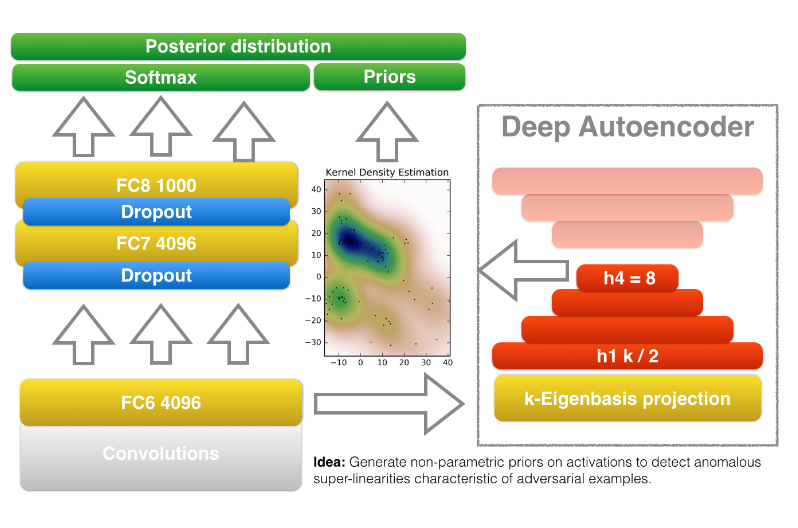 Posterior distribution
Softmax
Priors
Deep Autoencoder
FC8 1000
Dropout
FC7 4096
Dropout
Kernel Density Estimation
40
30
20
10
0
−10
−20
−30
−10 0 10 20 30 40
h4 = 8
h1 k / 2
k-Eigenbasis projection
FC6 4096
Convolutions
Idea: Generate non-parametric priors on activations to detect anomalous
super-linearities characteristic of adversarial examples.